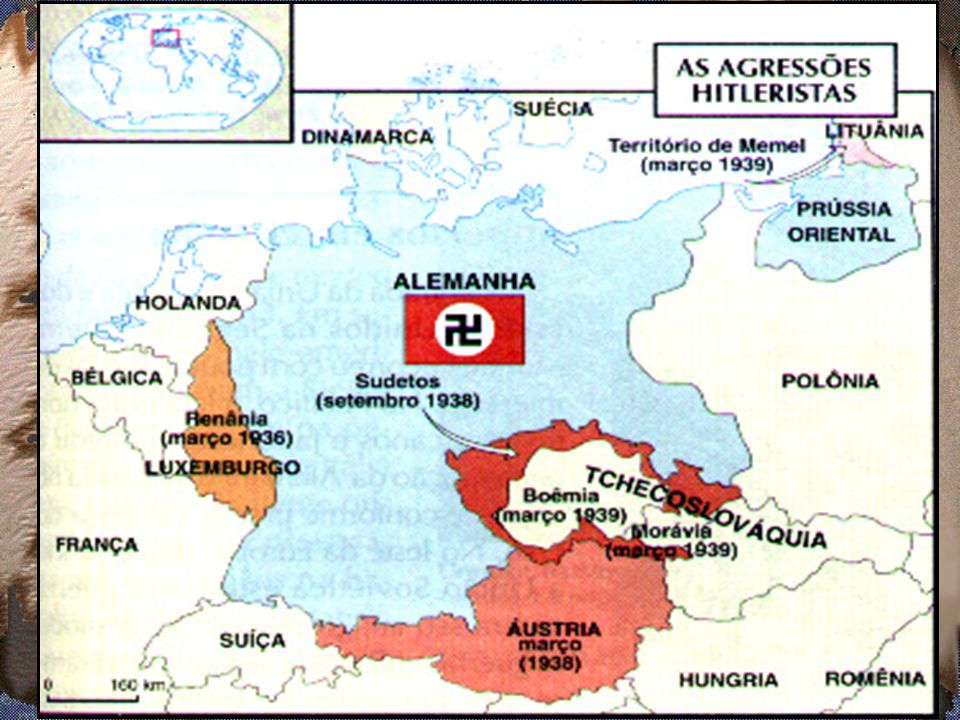 AS AGRESSÕES
HITLERISTAS
SUÉCIA
DINAMARCA
LITUÂNIA
Território de Memel
(março 1939)
PRÚSSIA
ORIENTAL
ALEMANHA
HOLANDA
BÉLGICA
Sudetos
(setembro 1938)
POLÔNIA
Renânia
(março 1936)
LUXEMBURGO
TCHECOSLOVÁQUIA
Boêmia
(março 1939)
Morávia
(março 1939)
FRANÇA
SUÍÇA
ÁUSTRIA
março
(1938)
HUNGRIA
ROMÊNIA
0 160 km